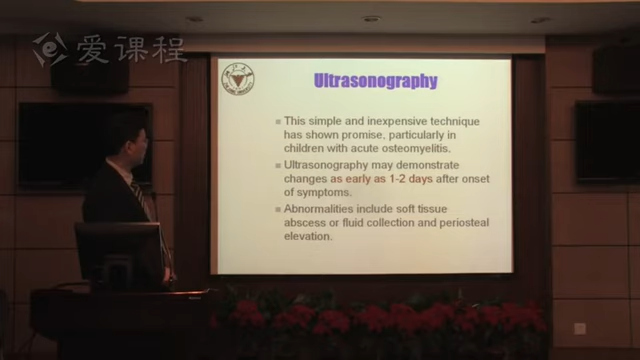 爱课程
Ultrasonography
This simple and inexpensive technique
has shown promise, particularly in
children with acute osteomyelitis.
Ultrasonography may demonstrate
changes as early as 1-2 days after onset
of symptoms.
Abnormalities include soft tissue
abscess or fluid collection and periosteal
elevation.